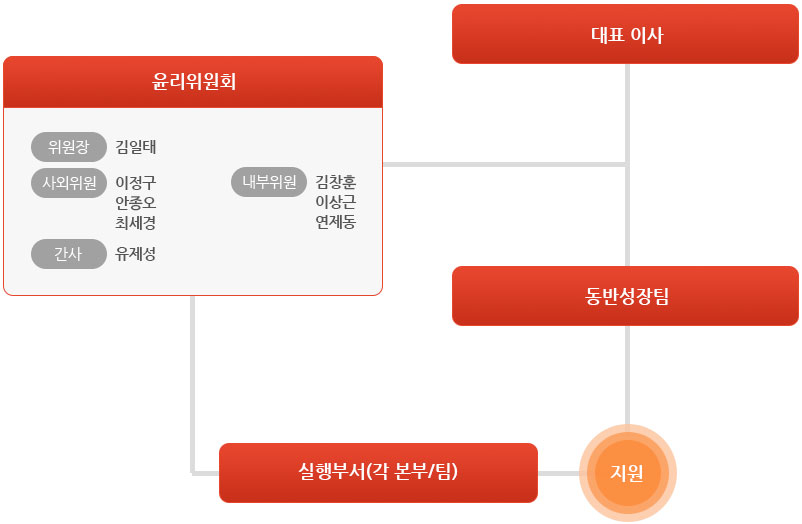 대표 이사
윤리위원회
위원장 김일태
사외위원 이정구
안종오
최세경
내부위원 김창훈
이상근
연제동
간사 유제성
동반성장팀
실행부서(각 본부/팀)
지원